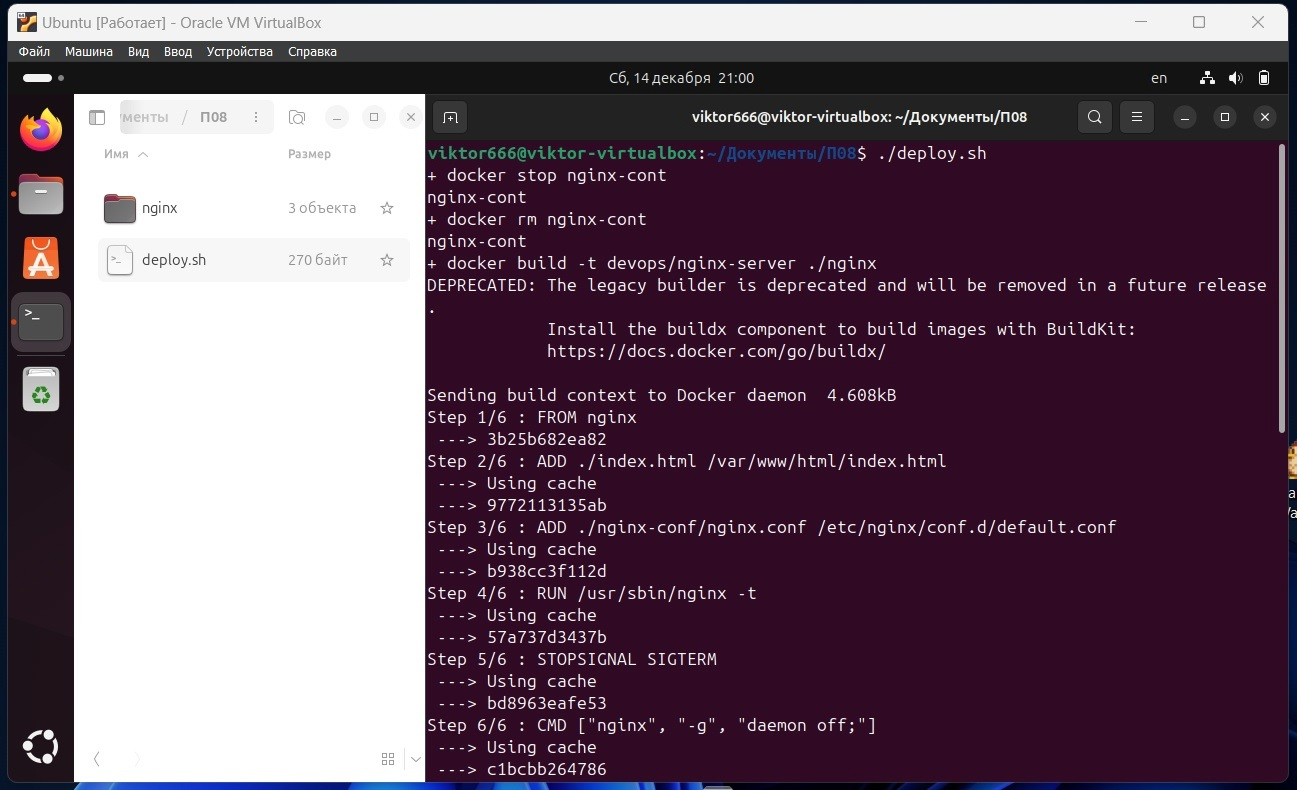 Ubuntu [Работает] - Oracle VM VirtualBox
Файл Машина Вид Ввод Устройства Справка
Сб, 14 декабря 21:00
en
ументы / П08
viktor666@viktor-virtualbox: ~/Документы/П08
Имя Размер
nginx 3 объекта
deploy.sh 270 байт
viktor666@viktor-virtualbox:~/Документы/П08$ ./deploy.sh
+ docker stop nginx-cont
nginx-cont
+ docker rm nginx-cont
nginx-cont
+ docker build -t devops/nginx-server ./nginx
DEPRECATED: The legacy builder is deprecated and will be removed in a future release
.
Install the buildx component to build images with BuildKit:
https://docs.docker.com/go/buildx/
Sending build context to Docker daemon  4.608kB
Step 1/6 : FROM nginx
---> 3b25b682ea82
Step 2/6 : ADD ./index.html /var/www/html/index.html
---> Using cache
---> 9772113135ab
Step 3/6 : ADD ./nginx-conf/nginx.conf /etc/nginx/conf.d/default.conf
---> Using cache
---> b938cc3f112d
Step 4/6 : RUN /usr/sbin/nginx -t
---> Using cache
---> 57a737d3437b
Step 5/6 : STOPSIGNAL SIGTERM
---> Using cache
---> bd8963eafe53
Step 6/6 : CMD ["nginx", "-g", "daemon off;"]
---> Using cache
---> c1bcbb264786